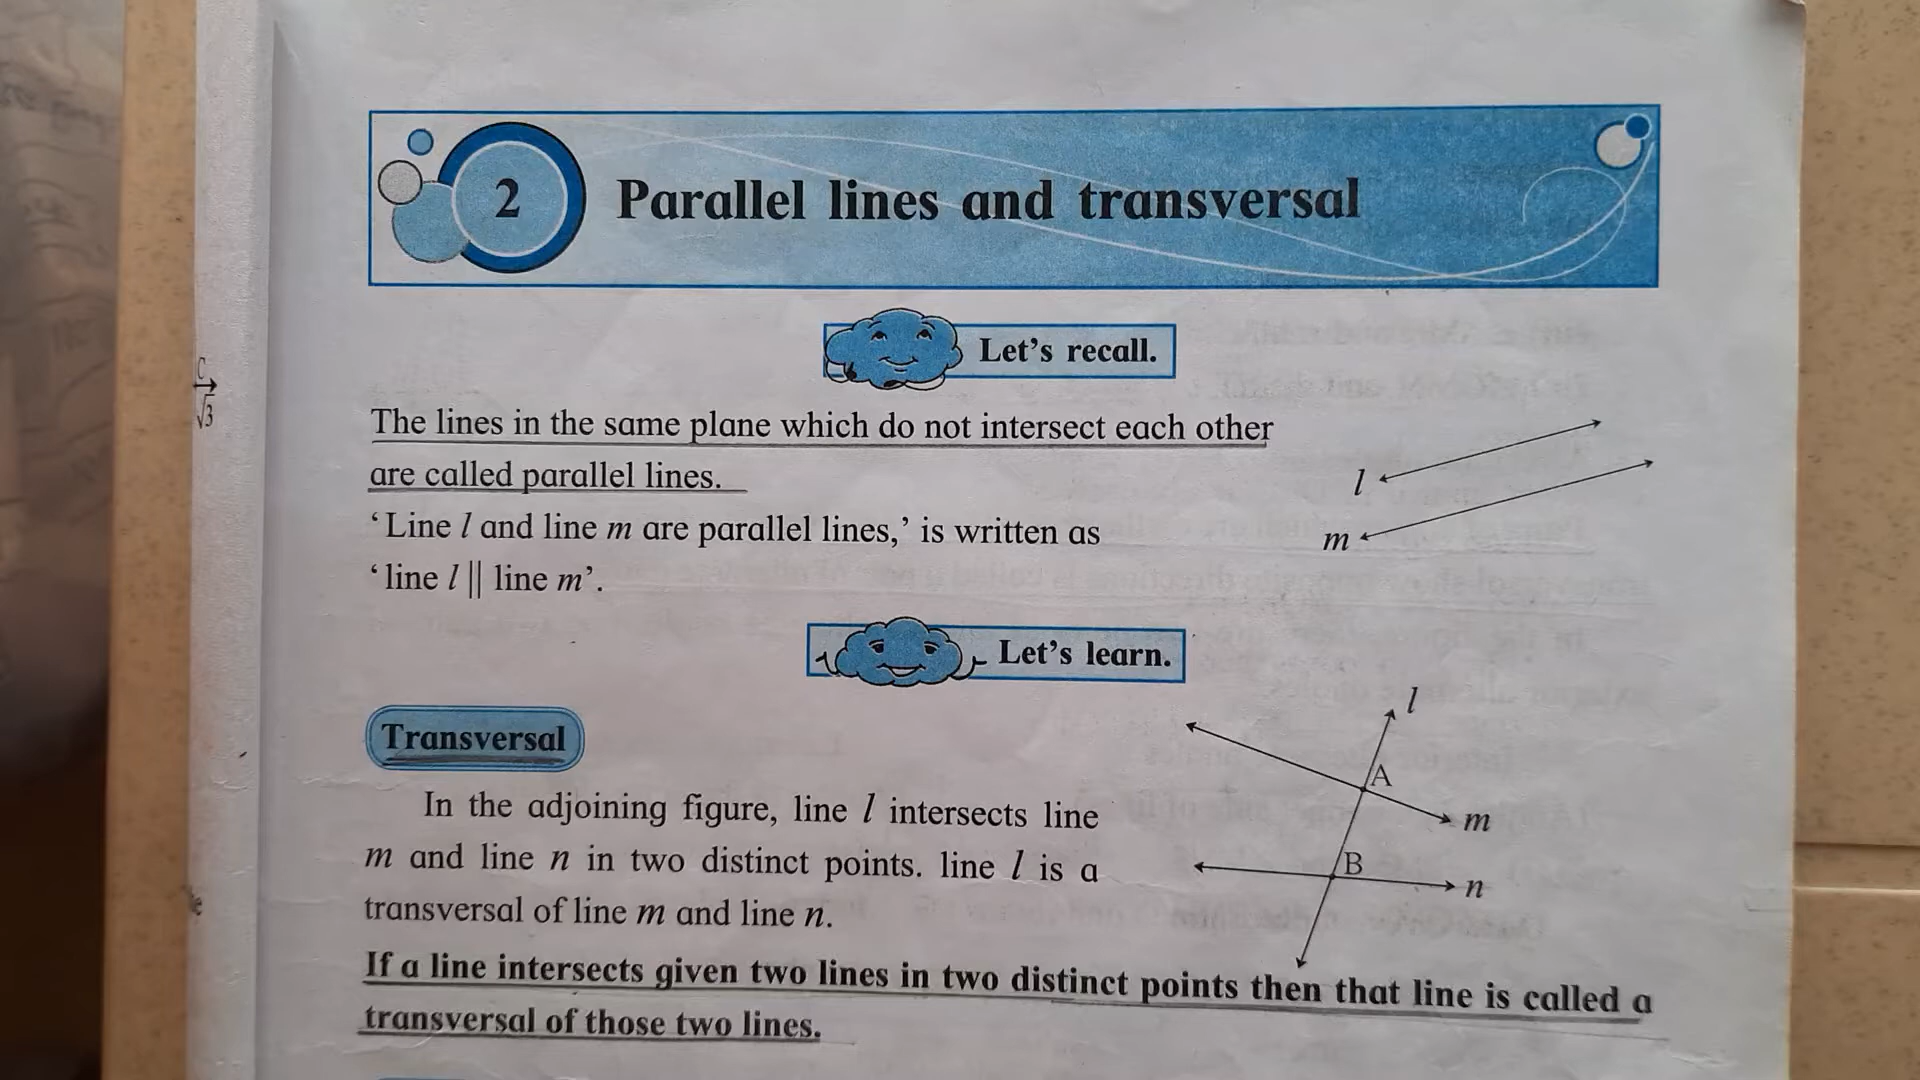 2 Parallel lines and transversal
Let's recall.
The lines in the same plane which do not intersect each other
are called parallel lines.
‘Line l and line m are parallel lines,’ is written as
‘line l || line m’.
l
m
Let's learn.
Transversal
In the adjoining figure, line l intersects line
m and line n in two distinct points. line l is a
transversal of line m and line n.
l
A
m
B
n
If a line intersects given two lines in two distinct points then that line is called a
transversal of those two lines.
C
√3